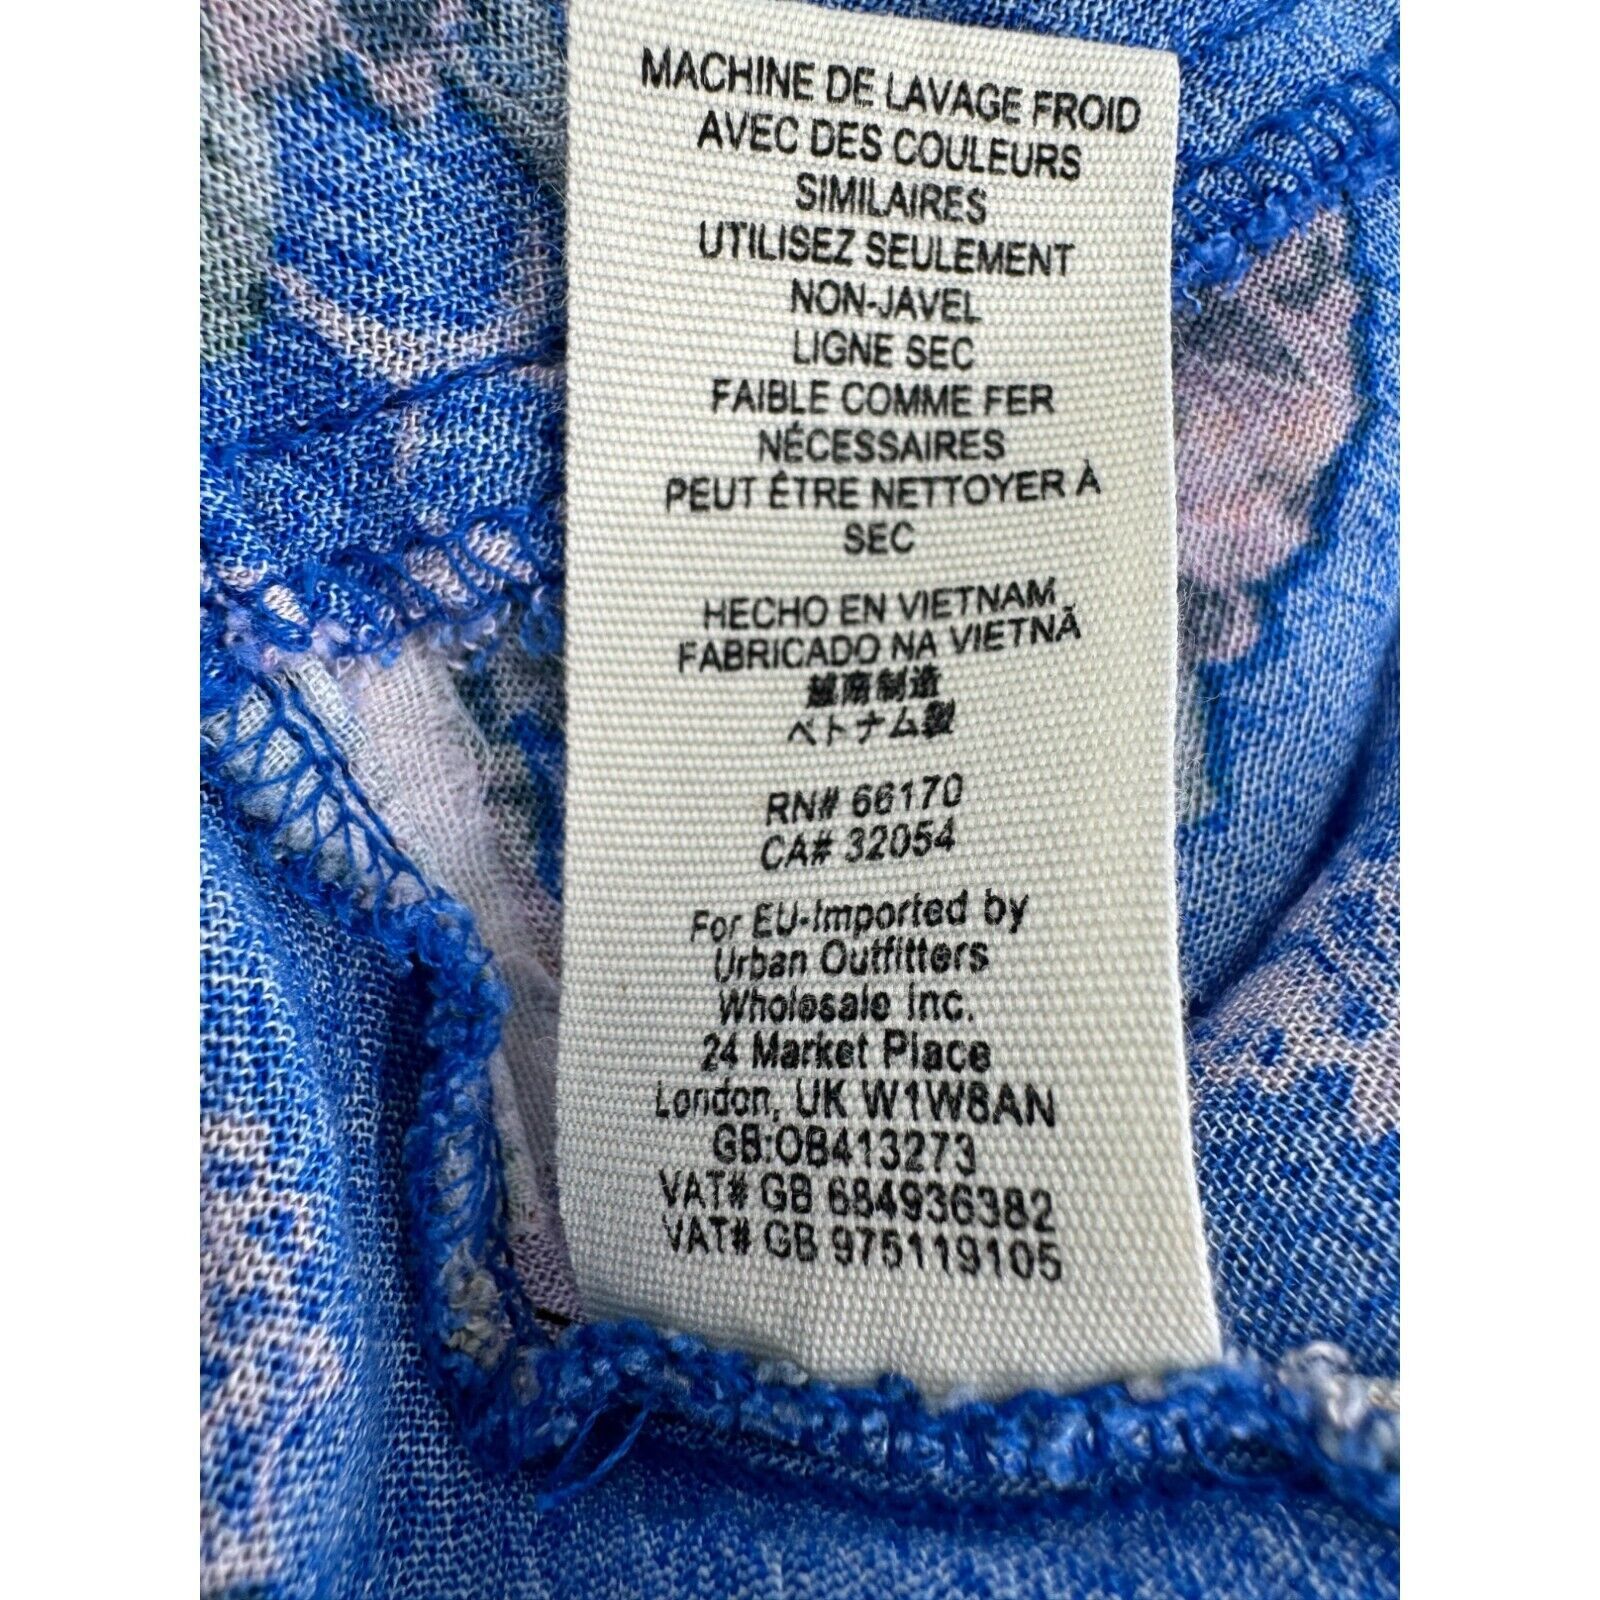 MACHINE DE LAVAGE FROID
AVEC DES COULEURS
SIMILAIRES
UTILISEZ SEULEMENT
NON-JAVEL
LIGNE SEC
FAIBLE COMME FER
NÉCESSAIRES
PEUT ÊTRE NETTOYER À
SEC
HECHO EN VIETNAM
FABRICADO NA VIETNÃ
越南制造
ベトナム製
RN# 66170
CA# 32054
For EU-Imported by
Urban Outfitters
Wholesale Inc.
24 Market Place
London, UK W1W8AN
GB:OB413273
VAT# GB 684936382
VAT# GB 975119105